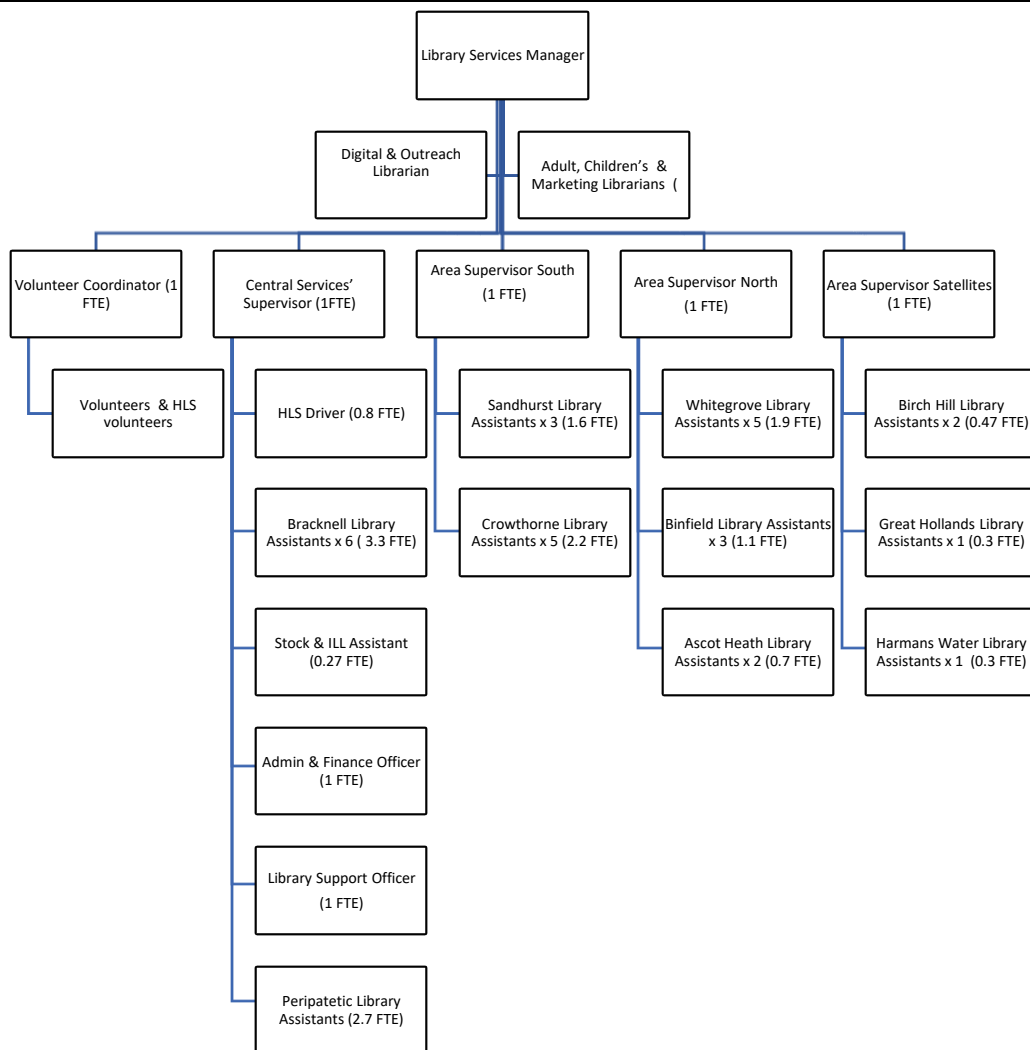 Library Services Manager
Digital & Outreach
Librarian
Adult, Children's &
Marketing Librarians (
Volunteer Coordinator (1
FTE)
Central Services'
Supervisor (1FTE)
Area Supervisor South
(1 FTE)
Area Supervisor North
(1 FTE)
Area Supervisor Satellites
(1 FTE)
Volunteers & HLS
volunteers
HLS Driver (0.8 FTE)
Bracknell Library
Assistants x 6 ( 3.3 FTE)
Stock & ILL Assistant
(0.27 FTE)
Admin & Finance Officer
(1 FTE)
Library Support Officer
(1 FTE)
Peripatetic Library
Assistants (2.7 FTE)
Sandhurst Library
Assistants x 3 (1.6 FTE)
Crowthorne Library
Assistants x 5 (2.2 FTE)
Whitegrove Library
Assistants x 5 (1.9 FTE)
Binfield Library Assistants
x 3 (1.1 FTE)
Ascot Heath Library
Assistants x 2 (0.7 FTE)
Birch Hill Library
Assistants x 2 (0.47 FTE)
Great Hollands Library
Assistants x 1 (0.3 FTE)
Harmans Water Library
Assistants x 1 (0.3 FTE)